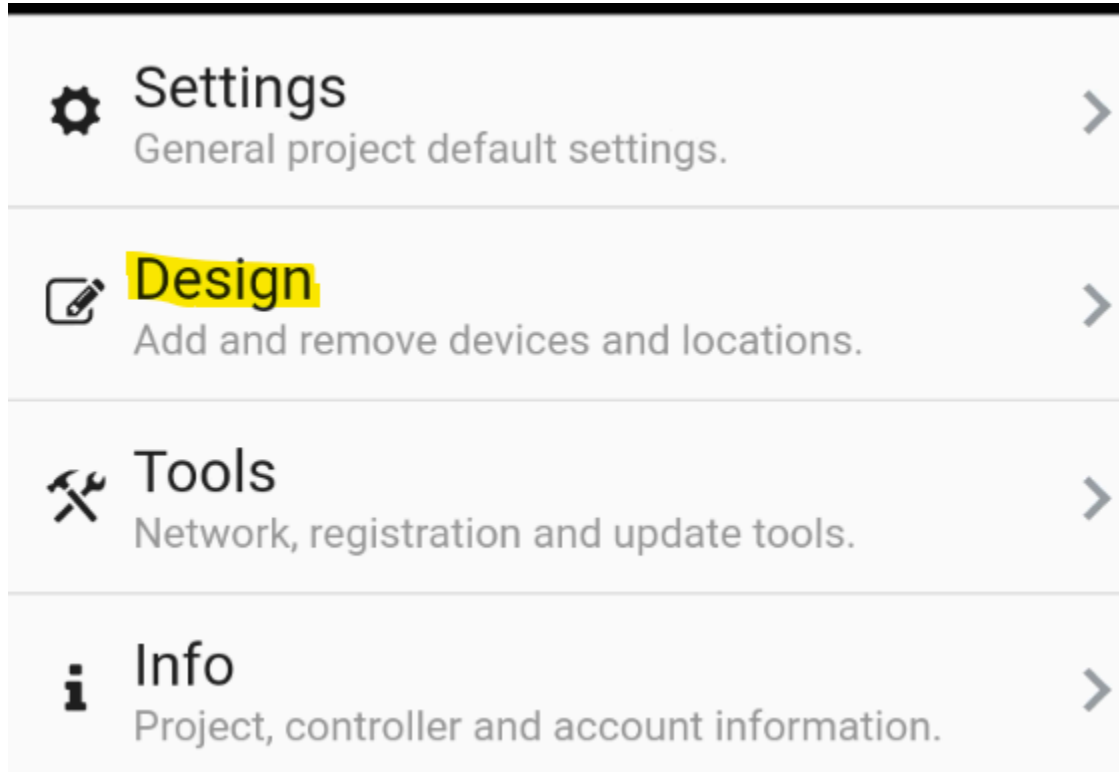 Settings
General project default settings.
Design
Add and remove devices and locations.
Tools
Network, registration and update tools.
Info
Project, controller and account information.